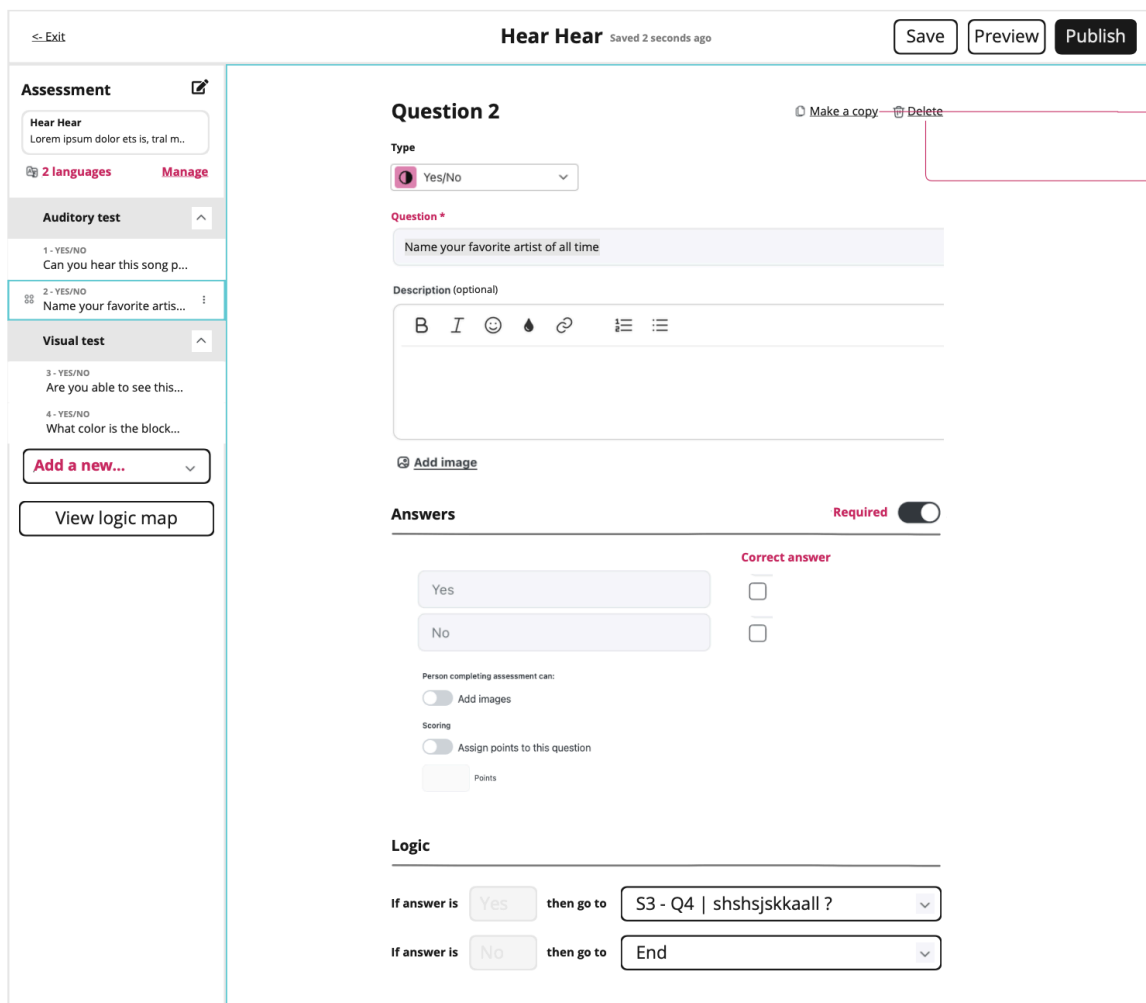 <- Exit
Hear Hear Saved 2 seconds ago
Save
Preview
Publish
Assessment
Hear Hear
Lorem ipsum dolor ets is, tral m..
2 languages Manage
Auditory test
1 - YES/NO
Can you hear this song p...
2 - YES/NO
Name your favorite artis...
Visual test
3 - YES/NO
Are you able to see this...
4 - YES/NO
What color is the block...
Add a new...
View logic map
Question 2
Make a copy
Delete
Type
Yes/No
Question *
Name your favorite artist of all time
Description (optional)
B I
Add image
Answers
Required
Correct answer
Yes
No
Person completing assessment can:
Add images
Scoring
Assign points to this question
Points
Logic
If answer is Yes then go to S3 - Q4 | shshsjskkaall ?
If answer is No then go to End